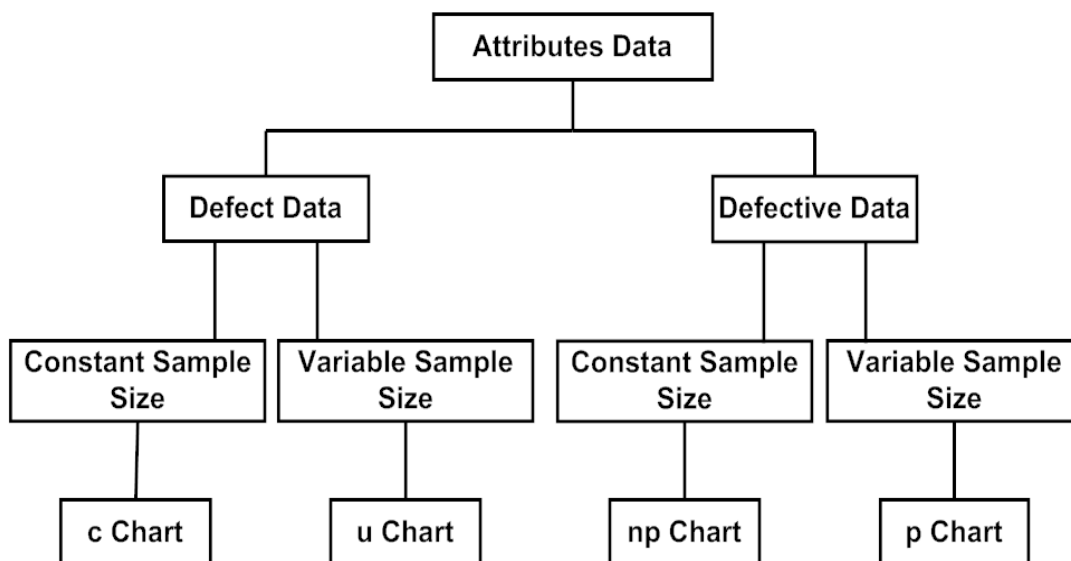 Attributes Data
Defect Data
Defective Data
Constant Sample
Size
Variable Sample
Size
Constant Sample
Size
Variable Sample
Size
c Chart
u Chart
np Chart
p Chart